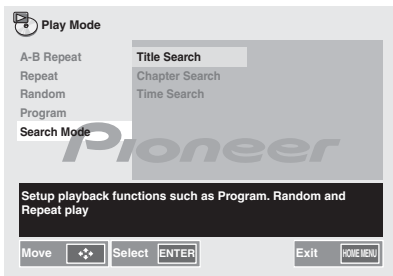 Play Mode
A-B Repeat
Repeat
Random
Program
Search Mode
Title Search
Chapter Search
Time Search
Pioneer
Setup playback functions such as Program. Random and
Repeat play
Move Select ENTER Exit HOME MENU